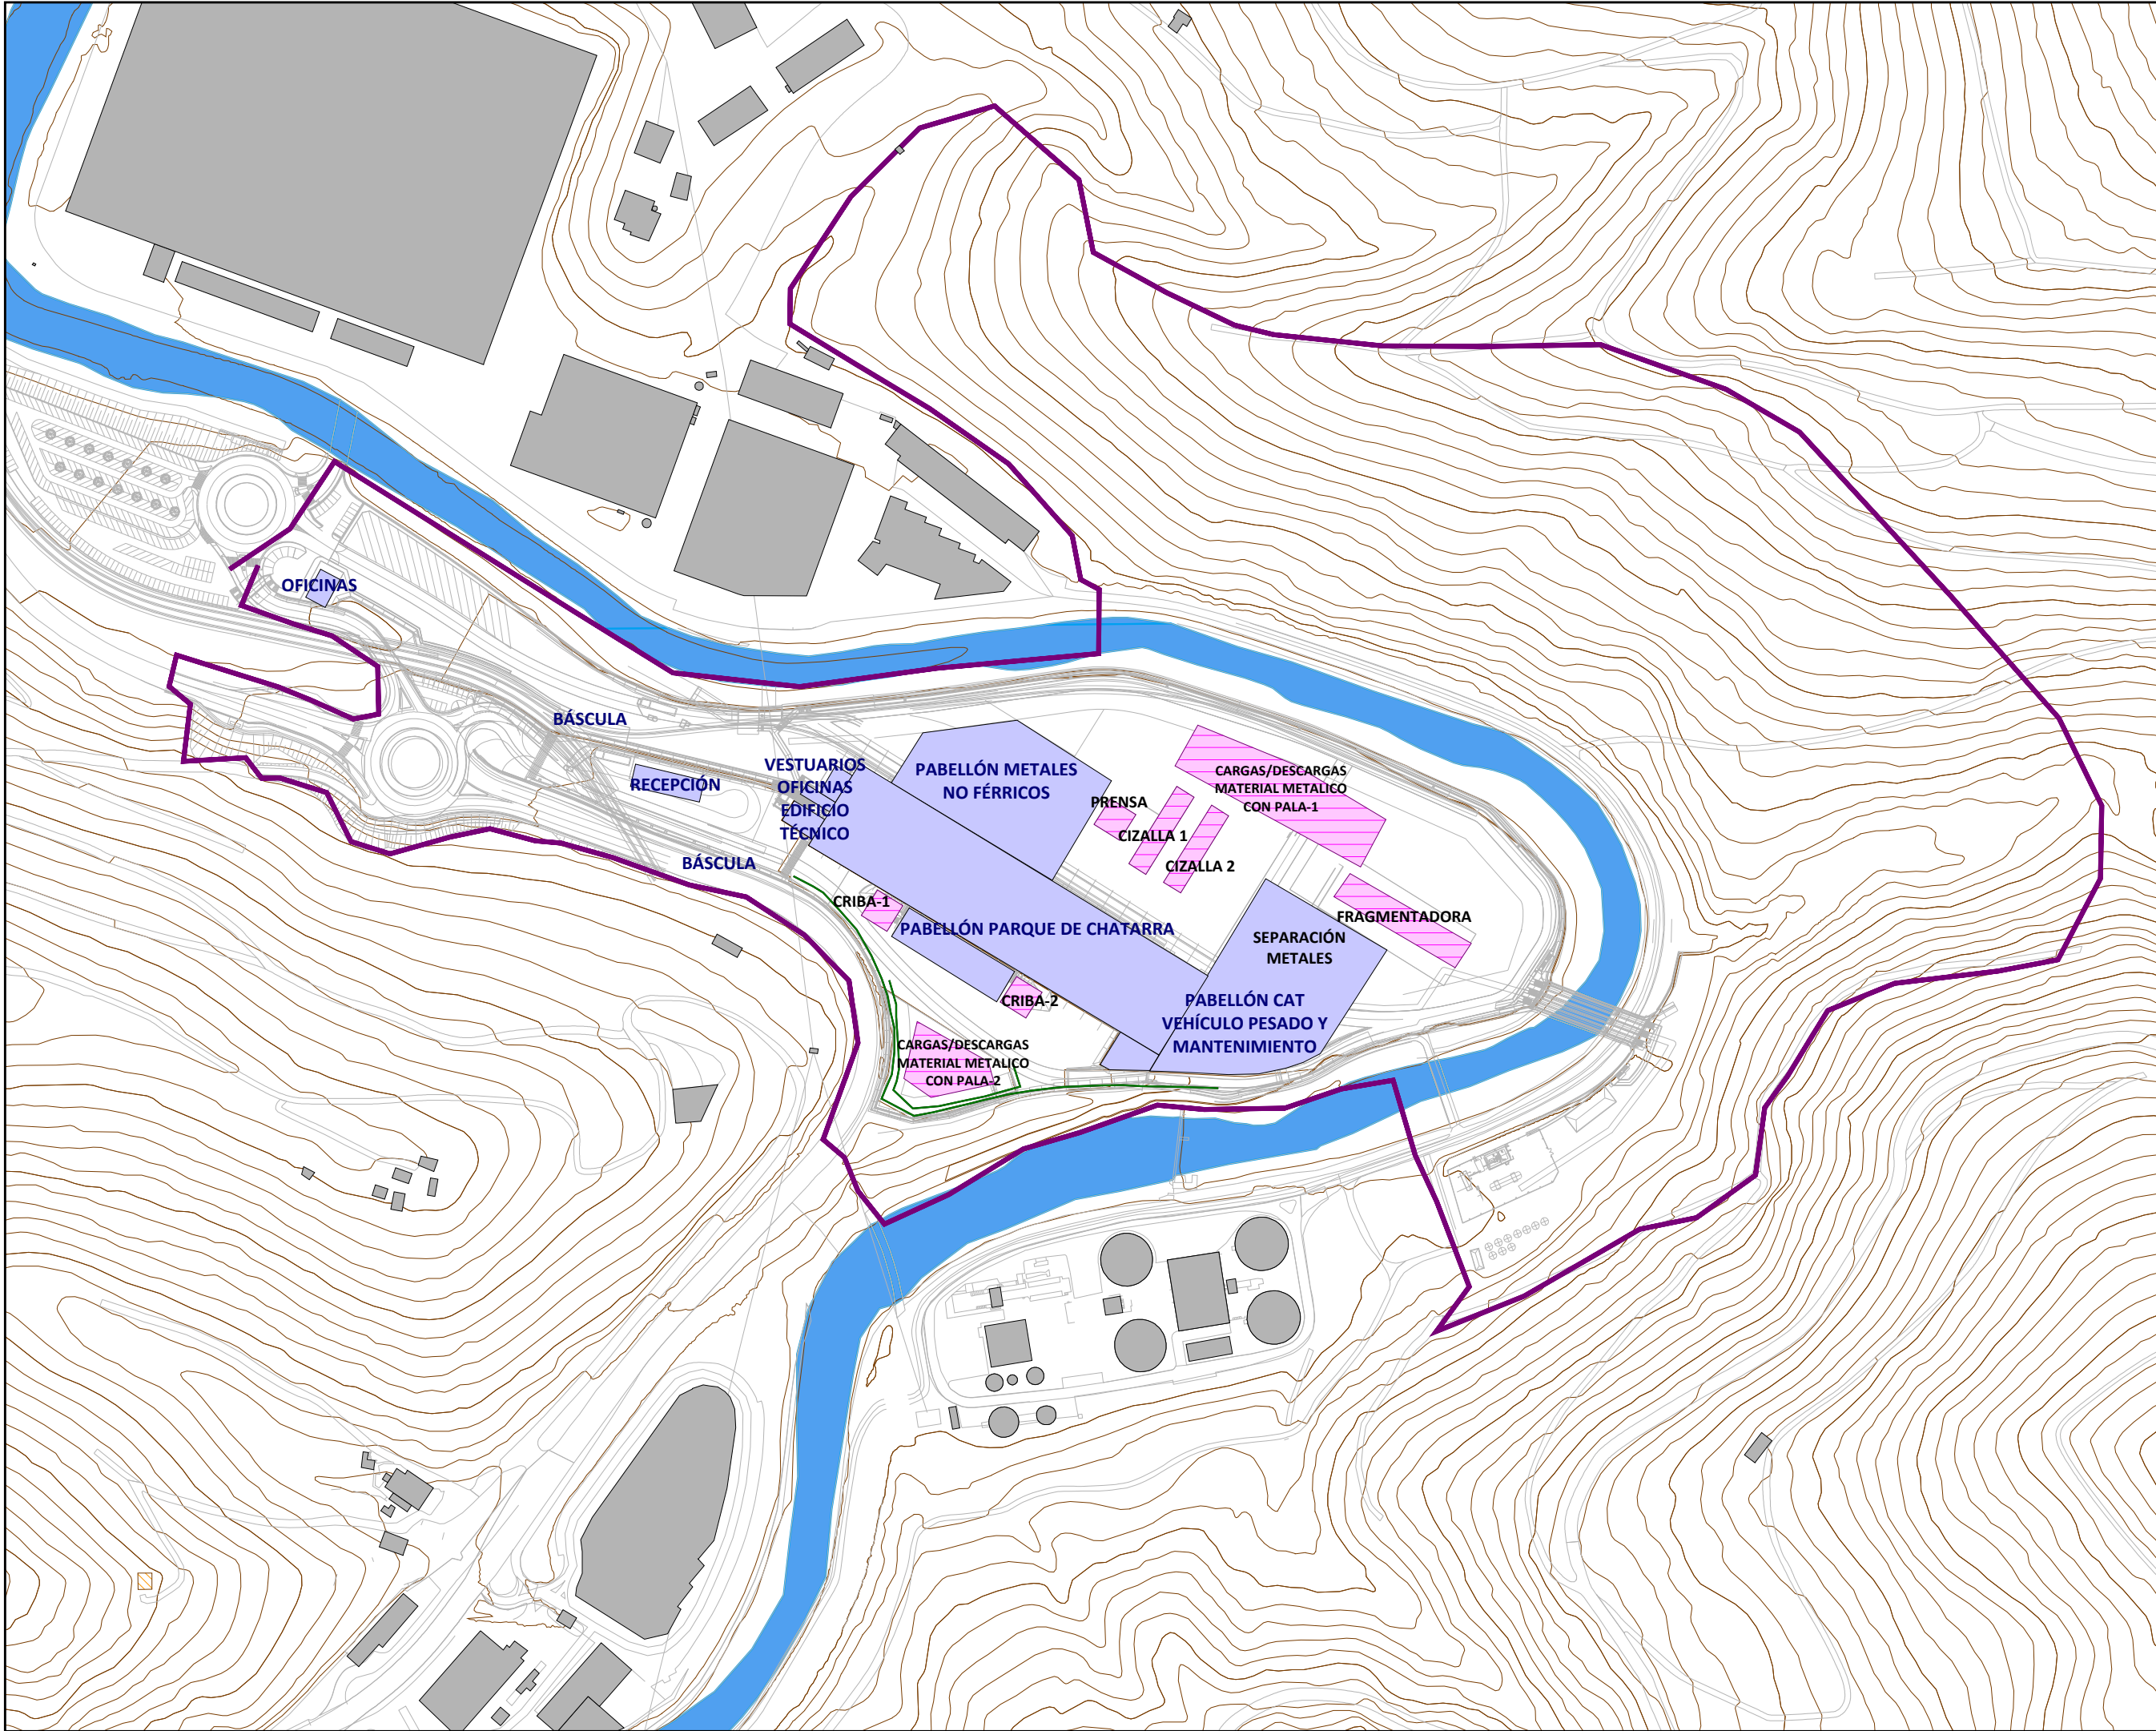 OFICINAS
BÁSCULA
RECEPCIÓN
VESTUARIOS
OFICINAS
EDIFICIO
TÉCNICO
BÁSCULA
PABELLÓN METALES
NO FÉRRICOS
PRENSA
CIZALLA 1
CIZALLA 2
CARGAS/DESCARGAS
MATERIAL METALICO
CON PALA-1
FRAGMENTADORA
CRIBA-1
PABELLÓN PARQUE DE CHATARRA
SEPARACIÓN
METALES
CRIBA-2
PABELLÓN CAT
VEHÍCULO PESADO Y
MANTENIMIENTO
CARGAS/DESCARGAS
MATERIAL METALICO
CON PALA-2